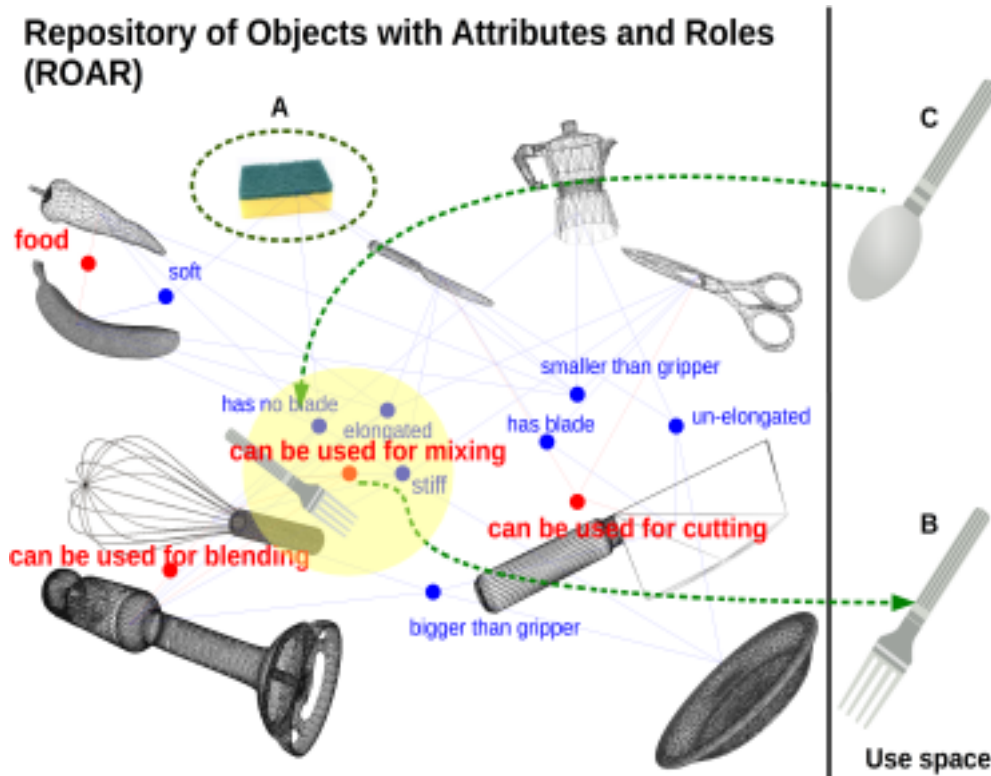 Repository of Objects with Attributes and Roles
(ROAR)
A
C
food
soft
smaller than gripper
has no blade
elongated
has blade
un-elongated
can be used for mixing
stiff
can be used for cutting
B
can be used for blending
bigger than gripper
Use space